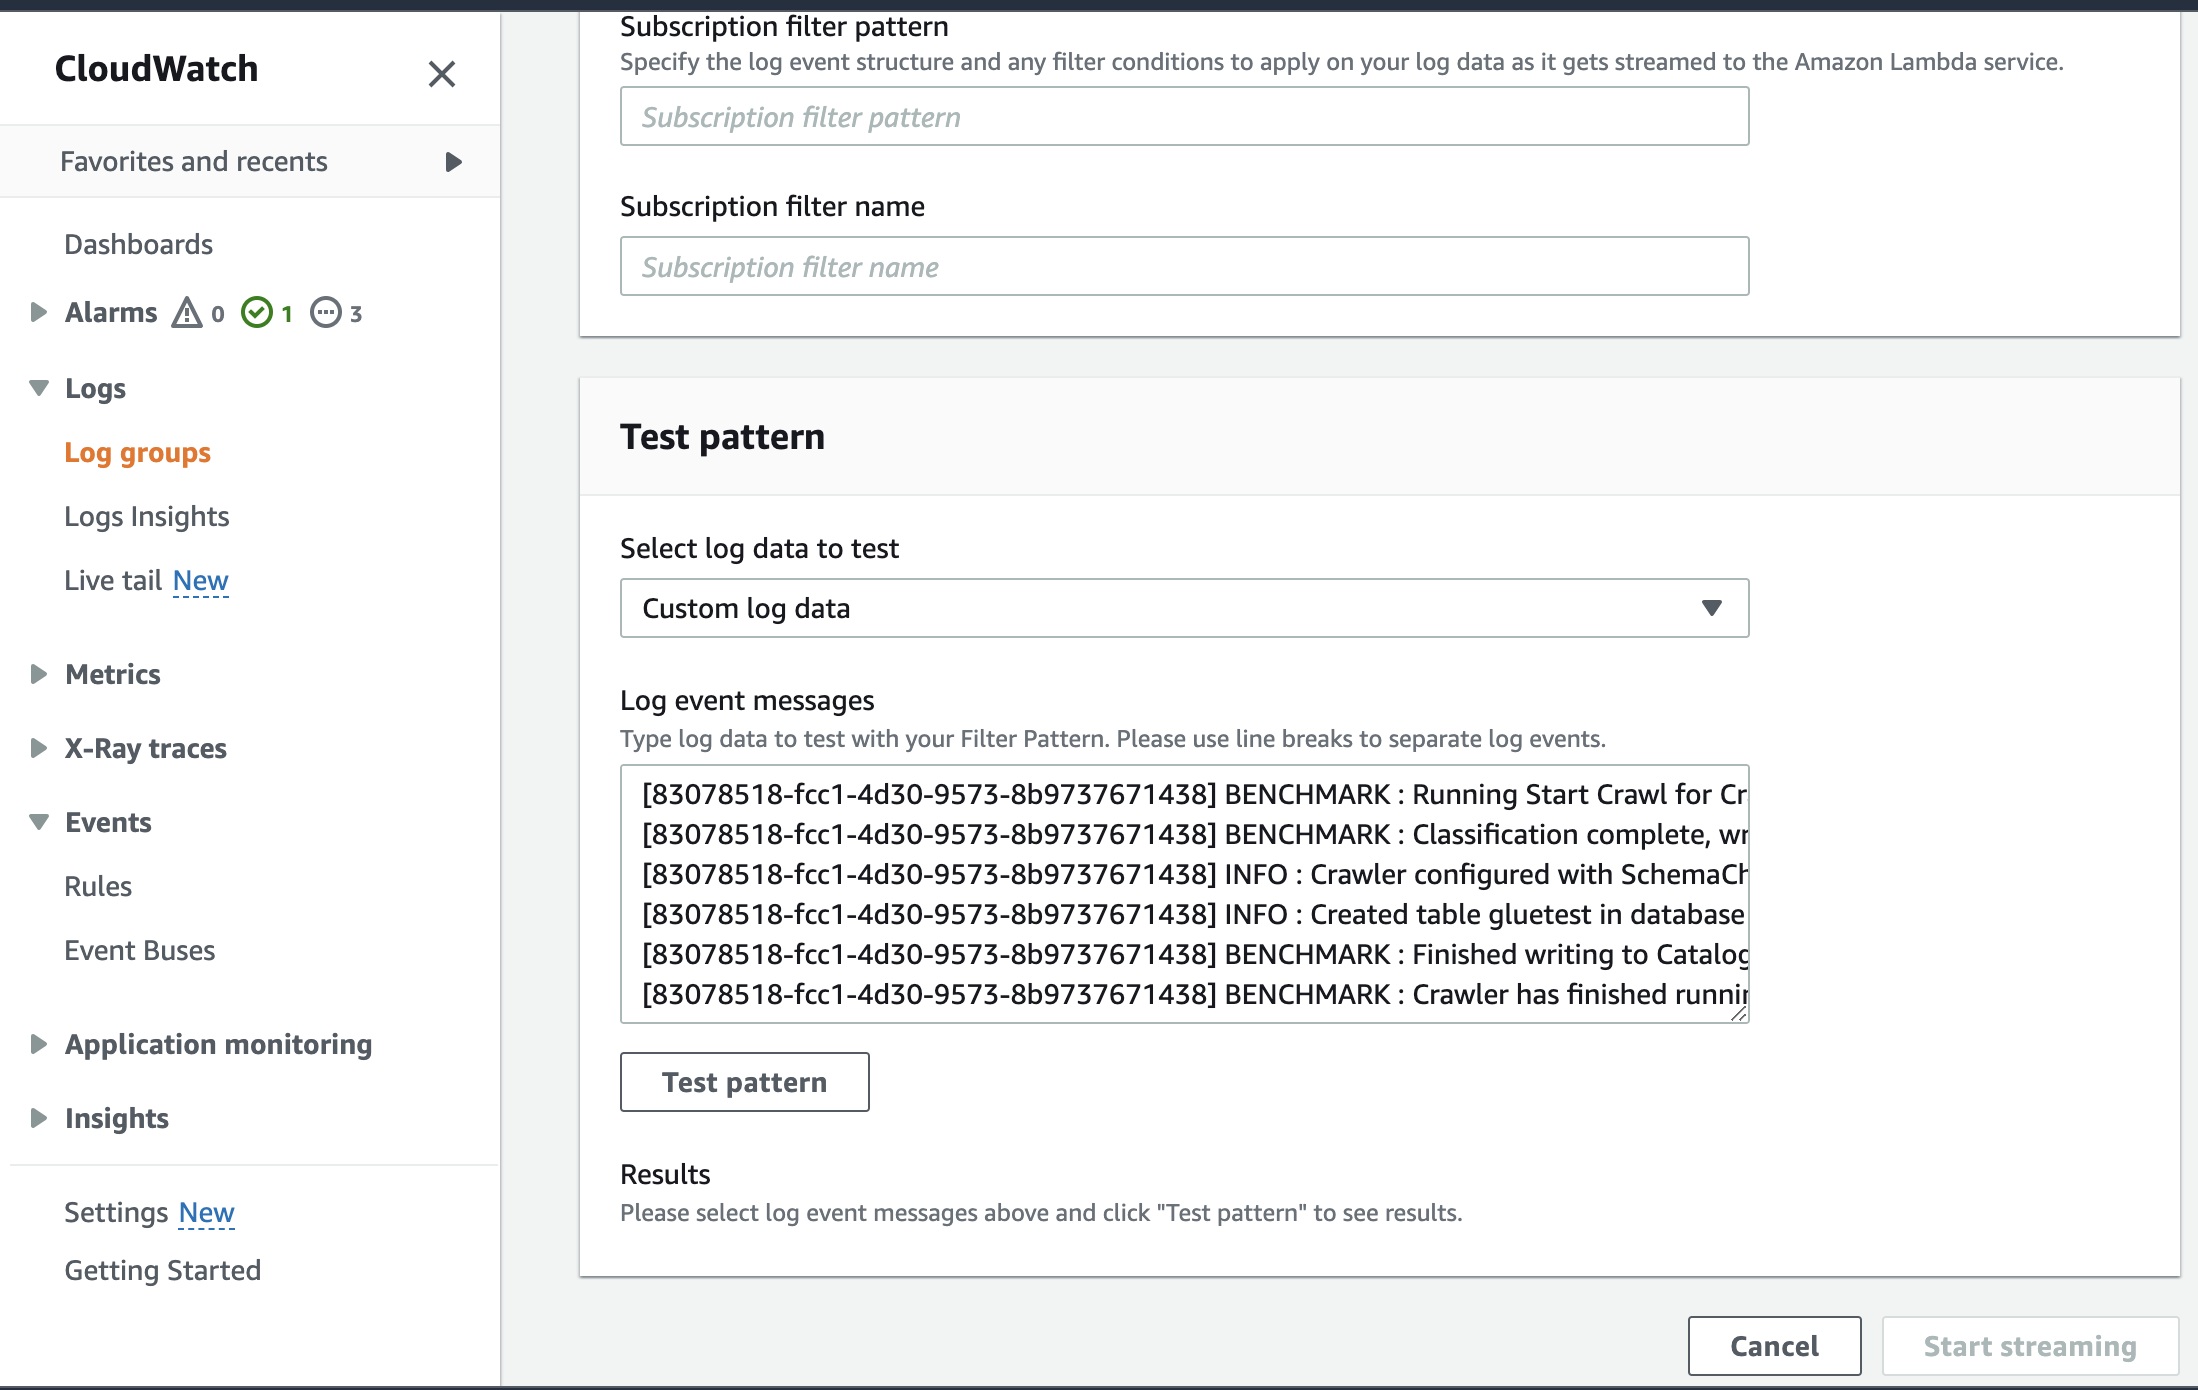 CloudWatch
Favorites and recents
Dashboards
Alarms 0 1 3
Logs
Log groups
Logs Insights
Live tail New
Metrics
X-Ray traces
Events
Rules
Event Buses
Application monitoring
Insights
Settings New
Getting Started
Subscription filter pattern
Specify the log event structure and any filter conditions to apply on your log data as it gets streamed to the Amazon Lambda service.
Subscription filter pattern
Subscription filter name
Subscription filter name
Test pattern
Select log data to test
Custom log data
Log event messages
Type log data to test with your Filter Pattern. Please use line breaks to separate log events.
[83078518-fcc1-4d30-9573-8b9737671438] BENCHMARK : Running Start Crawl for Cr
[83078518-fcc1-4d30-9573-8b9737671438] BENCHMARK : Classification complete, wr
[83078518-fcc1-4d30-9573-8b9737671438] INFO : Crawler configured with SchemaCh
[83078518-fcc1-4d30-9573-8b9737671438] INFO : Created table gluetest in database
[83078518-fcc1-4d30-9573-8b9737671438] BENCHMARK : Finished writing to Catalog
[83078518-fcc1-4d30-9573-8b9737671438] BENCHMARK : Crawler has finished runnin
Test pattern
Results
Please select log event messages above and click "Test pattern" to see results.
Cancel
Start streaming